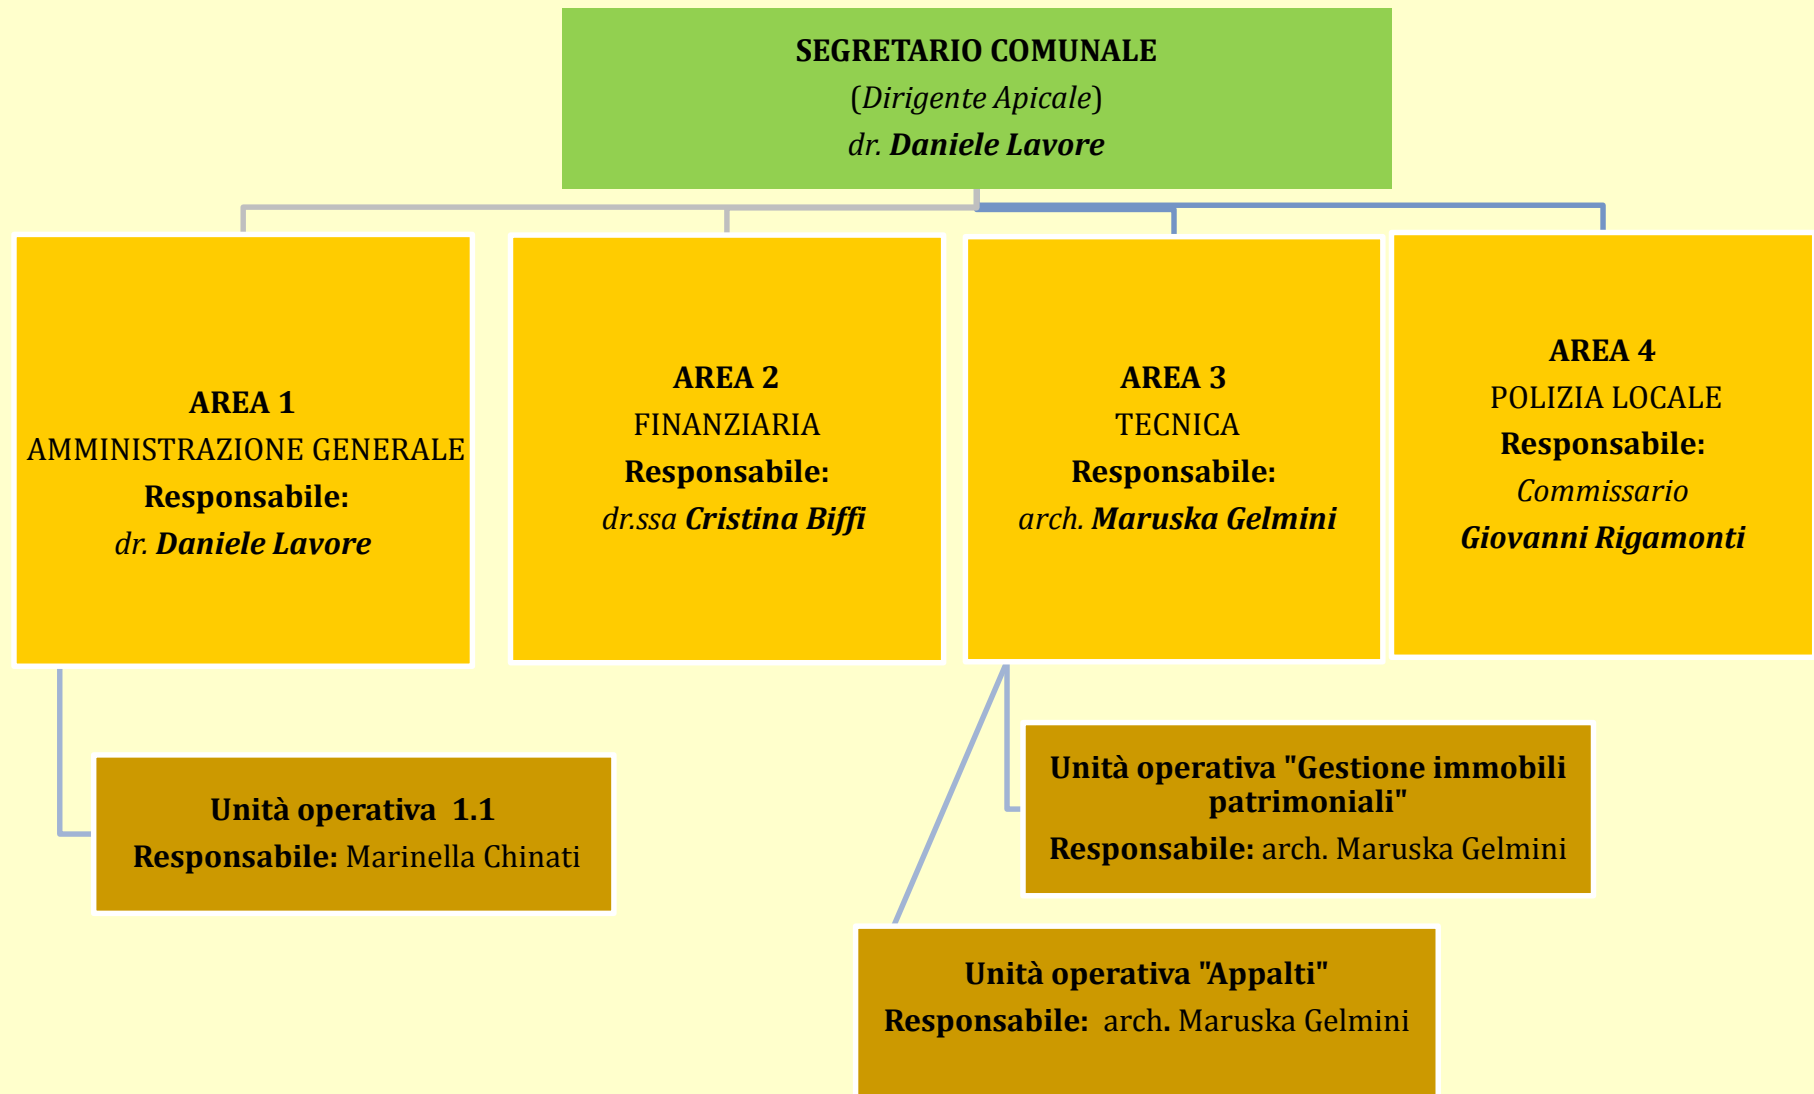 SEGRETARIO COMUNALE
(Dirigente Apicale)
dr. Daniele Lavore
AREA 1
AMMINISTRAZIONE GENERALE
Responsabile:
dr. Daniele Lavore
AREA 2
FINANZIARIA
Responsabile:
dr.ssa Cristina Biffi
AREA 3
TECNICA
Responsabile:
arch. Maruska Gelmini
AREA 4
POLIZIA LOCALE
Responsabile:
Commissario
Giovanni Rigamonti
Unità operativa 1.1
Responsabile: Marinella Chinati
Unità operativa "Gestione immobili
patrimoniali"
Responsabile: arch. Maruska Gelmini
Unità operativa "Appalti"
Responsabile: arch. Maruska Gelmini